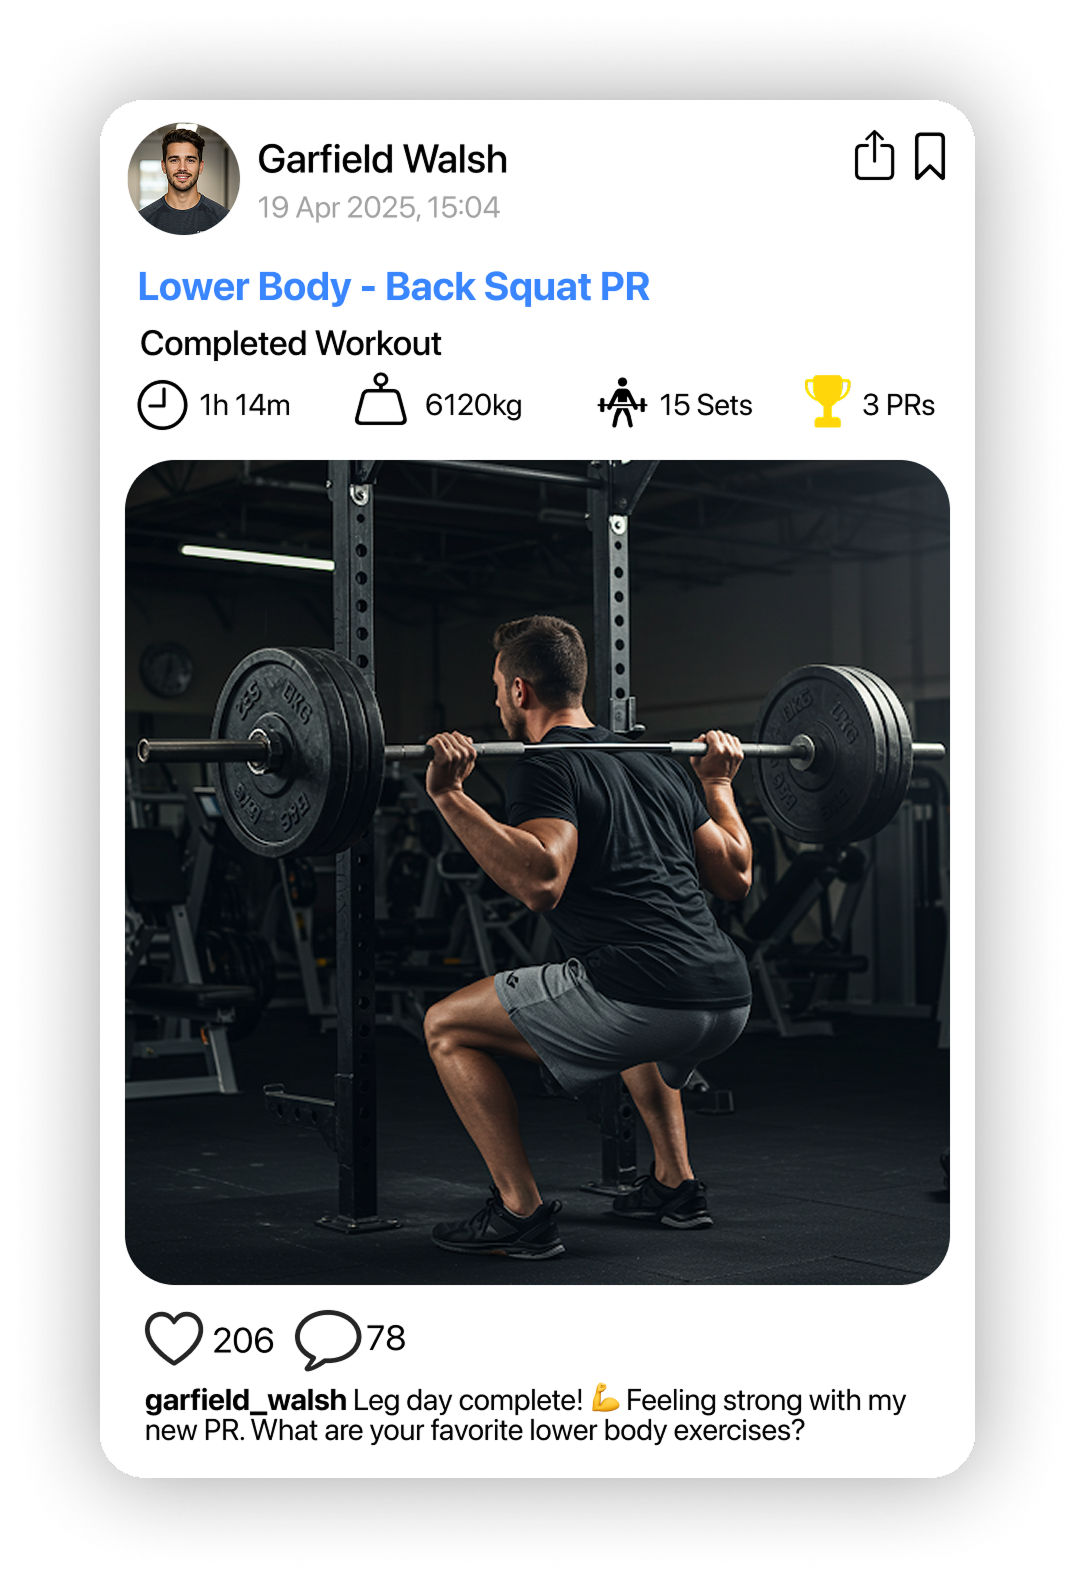 Garfield Walsh
19 Apr 2025, 15:04
Lower Body - Back Squat PR
Completed Workout
1h 14m 6120kg 15 Sets 3 PRs
206 78
garfield_walsh Leg day complete! 💪 Feeling strong with my
new PR. What are your favorite lower body exercises?